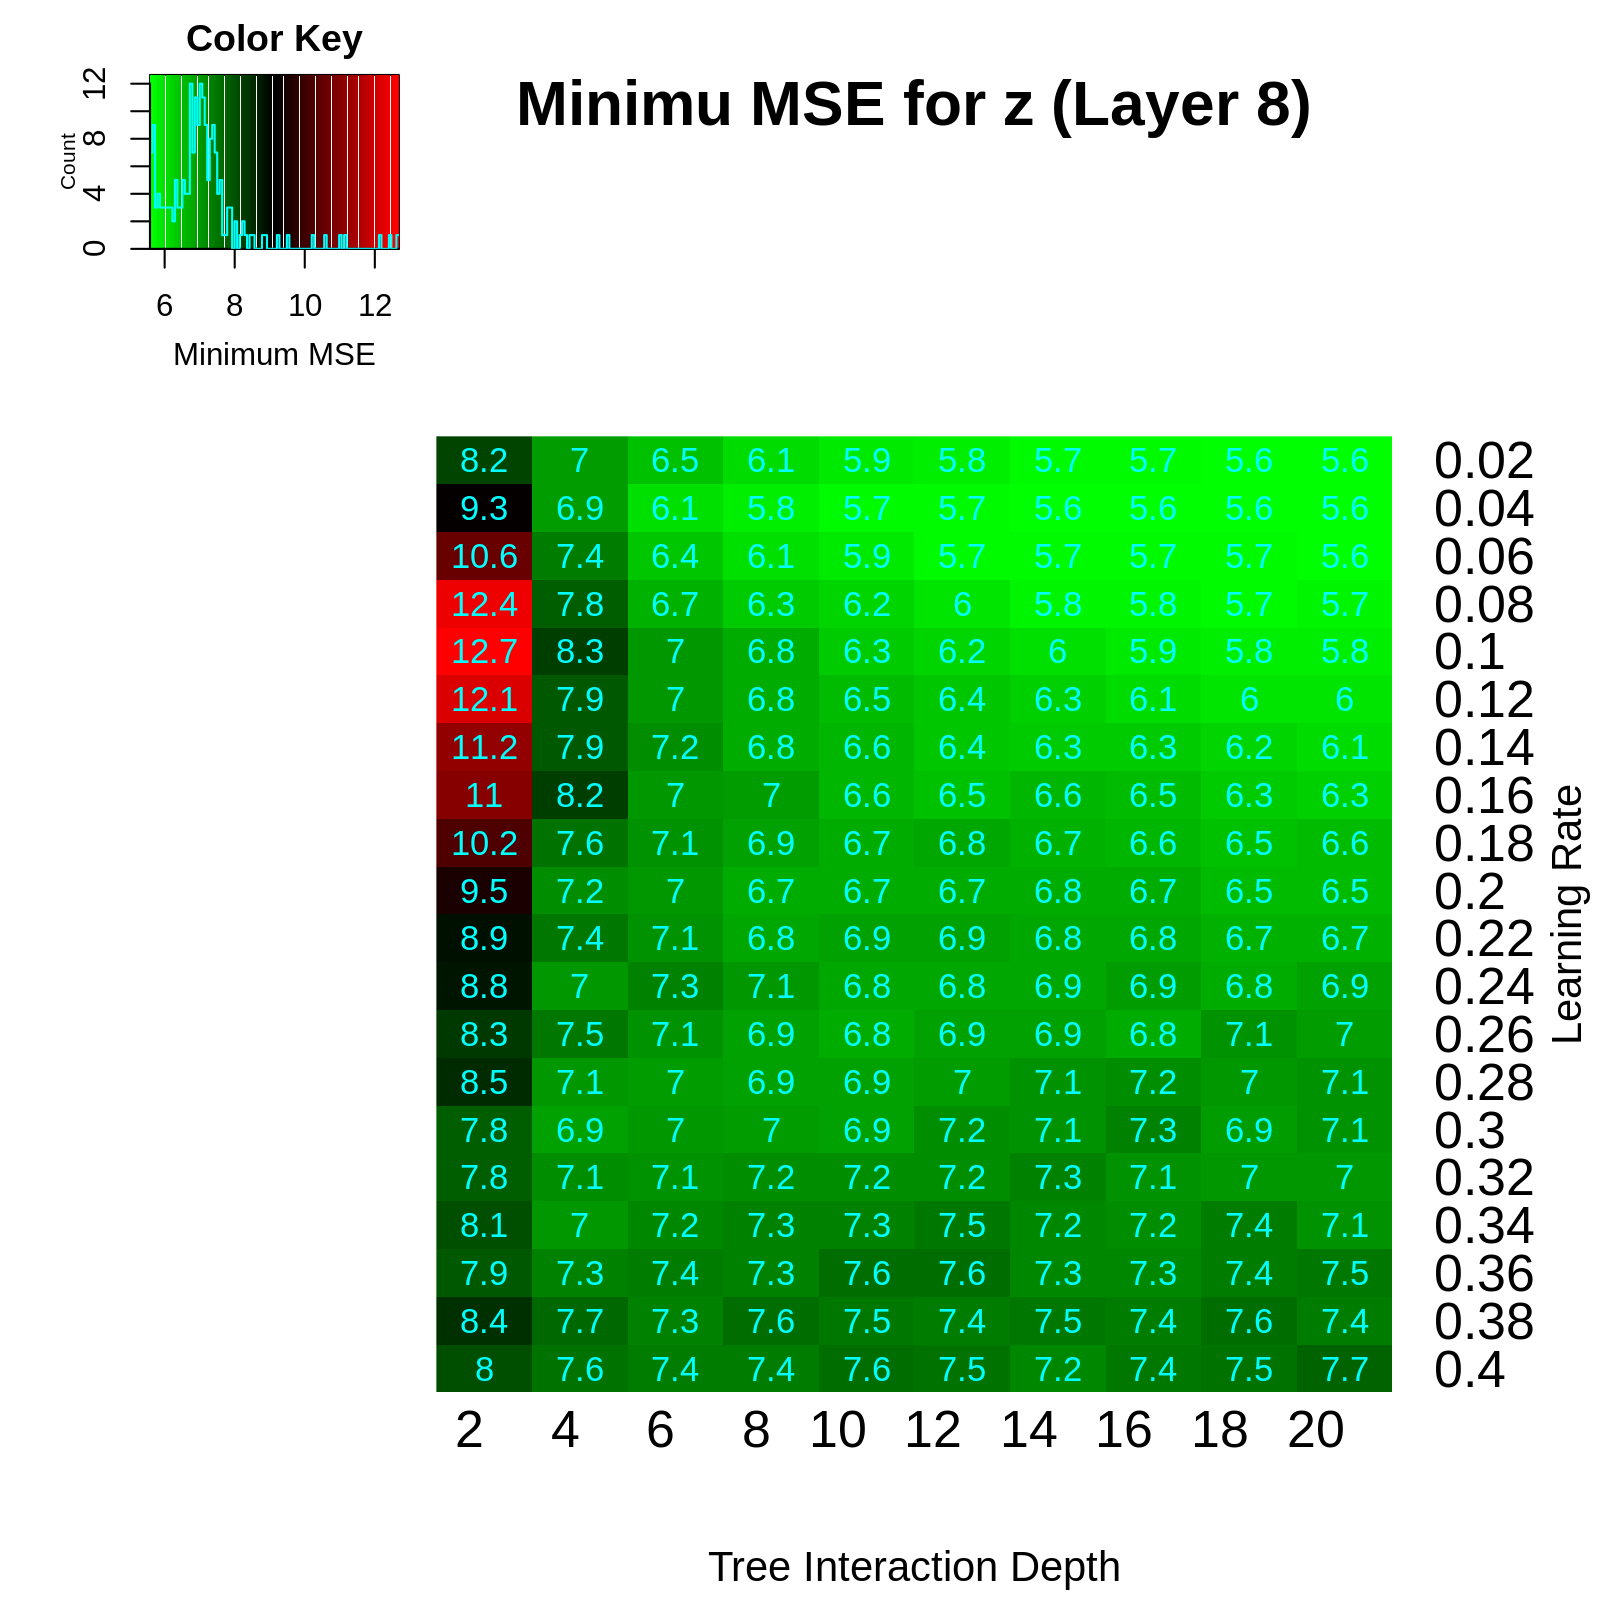 Color Key
Count
0 4 8 12
6 8 10 12
Minimum MSE
Minimu MSE for z (Layer 8)
8.2 7 6.5 6.1 5.9 5.8 5.7 5.7 5.6 5.6 0.02
9.3 6.9 6.1 5.8 5.7 5.7 5.6 5.6 5.6 5.6 0.04
10.6 7.4 6.4 6.1 5.9 5.7 5.7 5.7 5.7 5.6 0.06
12.4 7.8 6.7 6.3 6.2 6 5.8 5.8 5.7 5.7 0.08
12.7 8.3 7 6.8 6.3 6.2 6 5.9 5.8 5.8 0.1
12.1 7.9 7 6.8 6.5 6.4 6.3 6.1 6 6 0.12
11.2 7.9 7.2 6.8 6.6 6.4 6.3 6.3 6.2 6.1 0.14
11 8.2 7 7 6.6 6.5 6.6 6.5 6.3 6.3 0.16
10.2 7.6 7.1 6.9 6.7 6.8 6.7 6.6 6.5 6.6 0.18
9.5 7.2 7 6.7 6.7 6.7 6.8 6.7 6.5 6.5 0.2
8.9 7.4 7.1 6.8 6.9 6.9 6.8 6.8 6.7 6.7 0.22
8.8 7 7.3 7.1 6.8 6.8 6.9 6.9 6.8 6.9 0.24
8.3 7.5 7.1 6.9 6.8 6.9 6.9 6.8 7.1 7 0.26
8.5 7.1 7 6.9 6.9 7 7.1 7.2 7 7.1 0.28
7.8 6.9 7 7 6.9 7.2 7.1 7.3 6.9 7.1 0.3
7.8 7.1 7.1 7.2 7.2 7.2 7.3 7.1 7 7 0.32
8.1 7 7.2 7.3 7.3 7.5 7.2 7.2 7.4 7.1 0.34
7.9 7.3 7.4 7.3 7.6 7.6 7.3 7.3 7.4 7.5 0.36
8.4 7.7 7.3 7.6 7.5 7.4 7.5 7.4 7.6 7.4 0.38
8 7.6 7.4 7.4 7.6 7.5 7.2 7.4 7.5 7.7 0.4
Learning Rate
2 4 6 8 10 12 14 16 18 20
Tree Interaction Depth